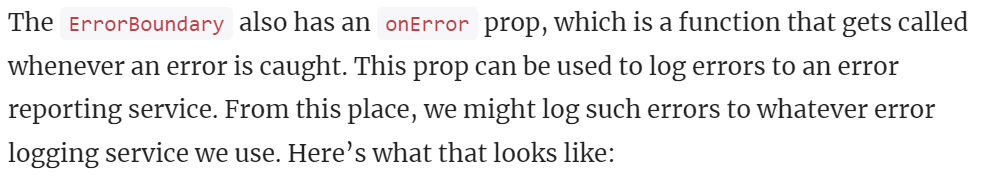 The ErrorBoundary also has an onError prop, which is a function that gets called
whenever an error is caught. This prop can be used to log errors to an error
reporting service. From this place, we might log such errors to whatever error
logging service we use. Here’s what that looks like: